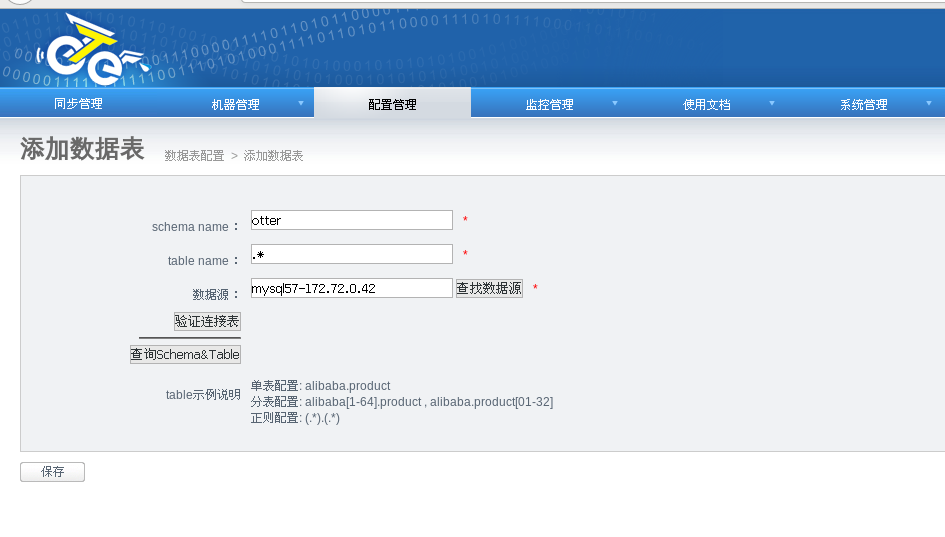 同步管理 机器管理 配置管理 监控管理 使用文档 系统管理
添加数据表 数据表配置 > 添加数据表
schema name： otter *
table name： .* *
数据源： mysql57-172.72.0.42 查找数据源 *
验证连接表
查询Schema&Table
table示例说明
单表配置: alibaba.product
分表配置: alibaba[1-64].product , alibaba.product[01-32]
正则配置: (.*).(.*)
保存